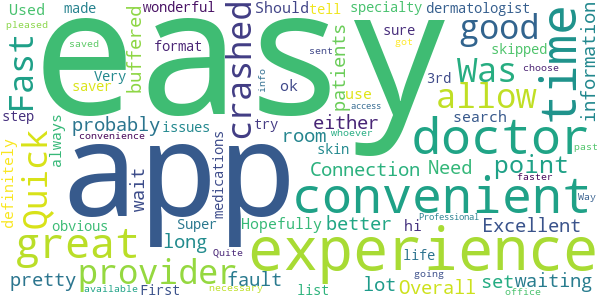 Used made wonderful Should tell specialty dermatologist
pleased saved format sure sent got good skipped
easy
Fast Very saver buffered crashed ok patients use Was 3rd allow time information
step probably issues try either choose
always room search whoever info access
app
doctor
definitely Quick wait medications convenience skin Connection Need point past faster
convenient
obvious Super Hopefully better hi Professional Excellent Way
great long Quite life going
experience
pretty provider fault lot Overall set waiting
available First necessary list office